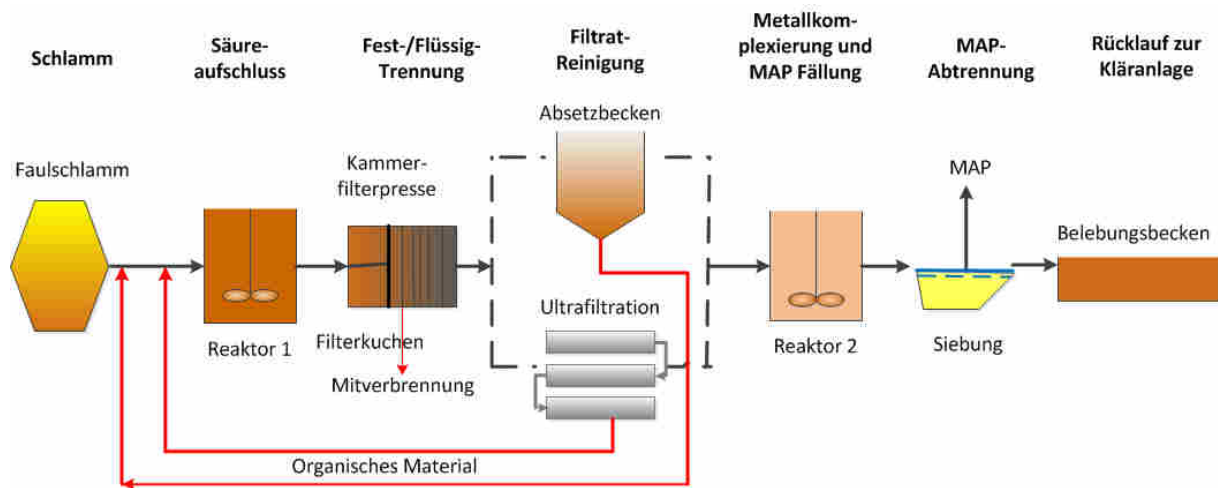 Schlamm
Säure-
aufschluss
Fest-/Flüssig-
Trennung
Filtrat-
Reinigung
Metallkom-
plexierung und
MAP Fällung
MAP-
Abtrennung
Rücklauf zur
Kläranlage
Faulschlamm
Kammer-
filterpresse
Absetzbecken
MAP
Belebungsbecken
Ultrafiltration
Reaktor 1
Filterkuchen
Mitverbrennung
Reaktor 2
Siebung
Organisches Material